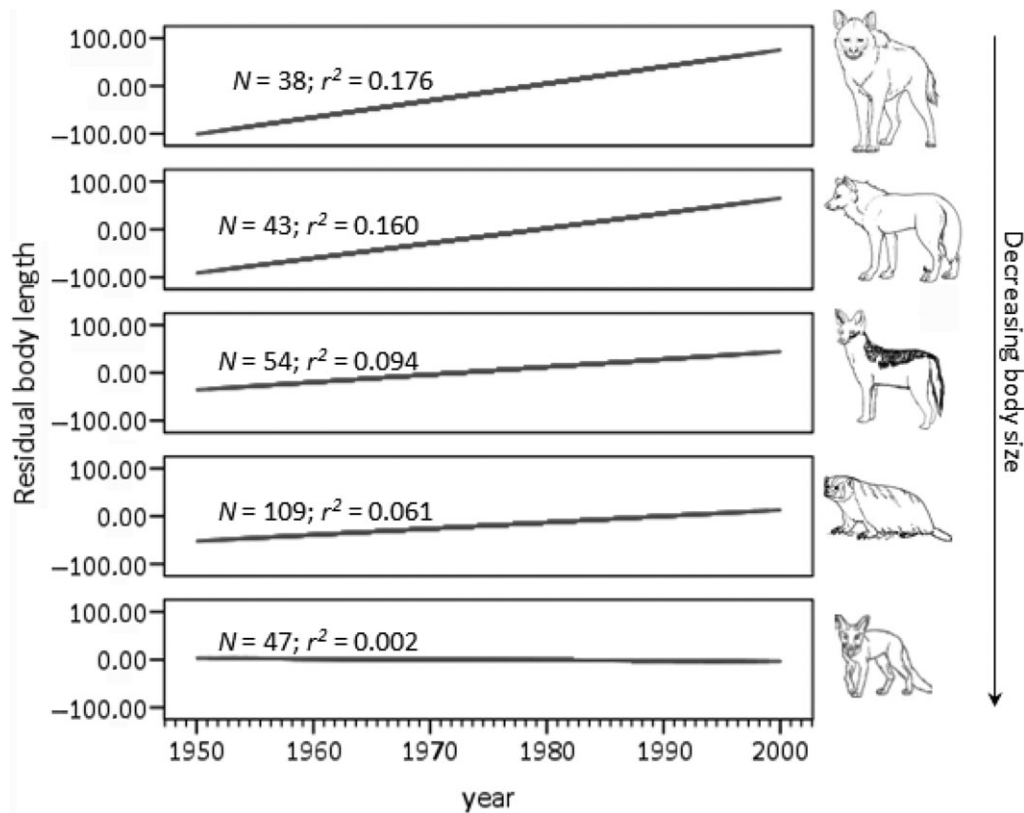 100.00
0.00
−100.00
N = 38; r² = 0.176
100.00
0.00
−100.00
N = 43; r² = 0.160
100.00
0.00
−100.00
N = 54; r² = 0.094
100.00
0.00
−100.00
N = 109; r² = 0.061
100.00
0.00
−100.00
N = 47; r² = 0.002
Residual body length
Decreasing body size
1950 1960 1970 1980 1990 2000
year